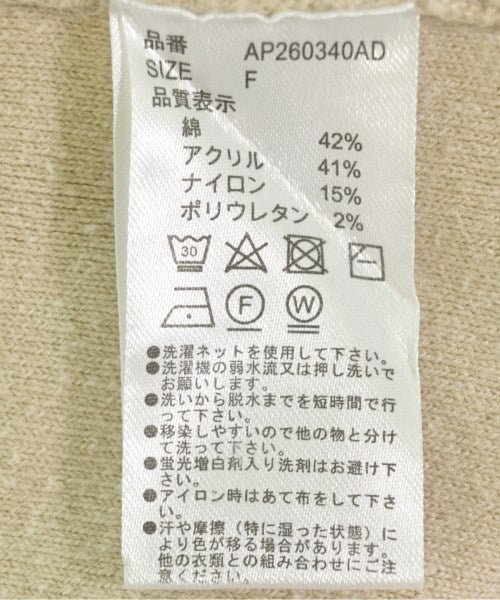 品番 AP260340AD
SIZE F
品質表示
綿 42%
アクリル 41%
ナイロン 15%
ポリウレタン 2%
30
F W
●洗濯ネットを使用して下さい。
●洗濯機の弱水流又は押し洗いで
お願いします。
●洗いから脱水までを短時間で行
って下さい。
●移染しやすいので他の物と分け
て洗って下さい。
●蛍光増白剤入り洗剤はお避け下
さい。
●アイロン時はあて布をして下さ
い。
●汗や摩擦（特に湿った状態）に
より色が移る場合があります。
他の衣類との組み合わせにご注
意ください。